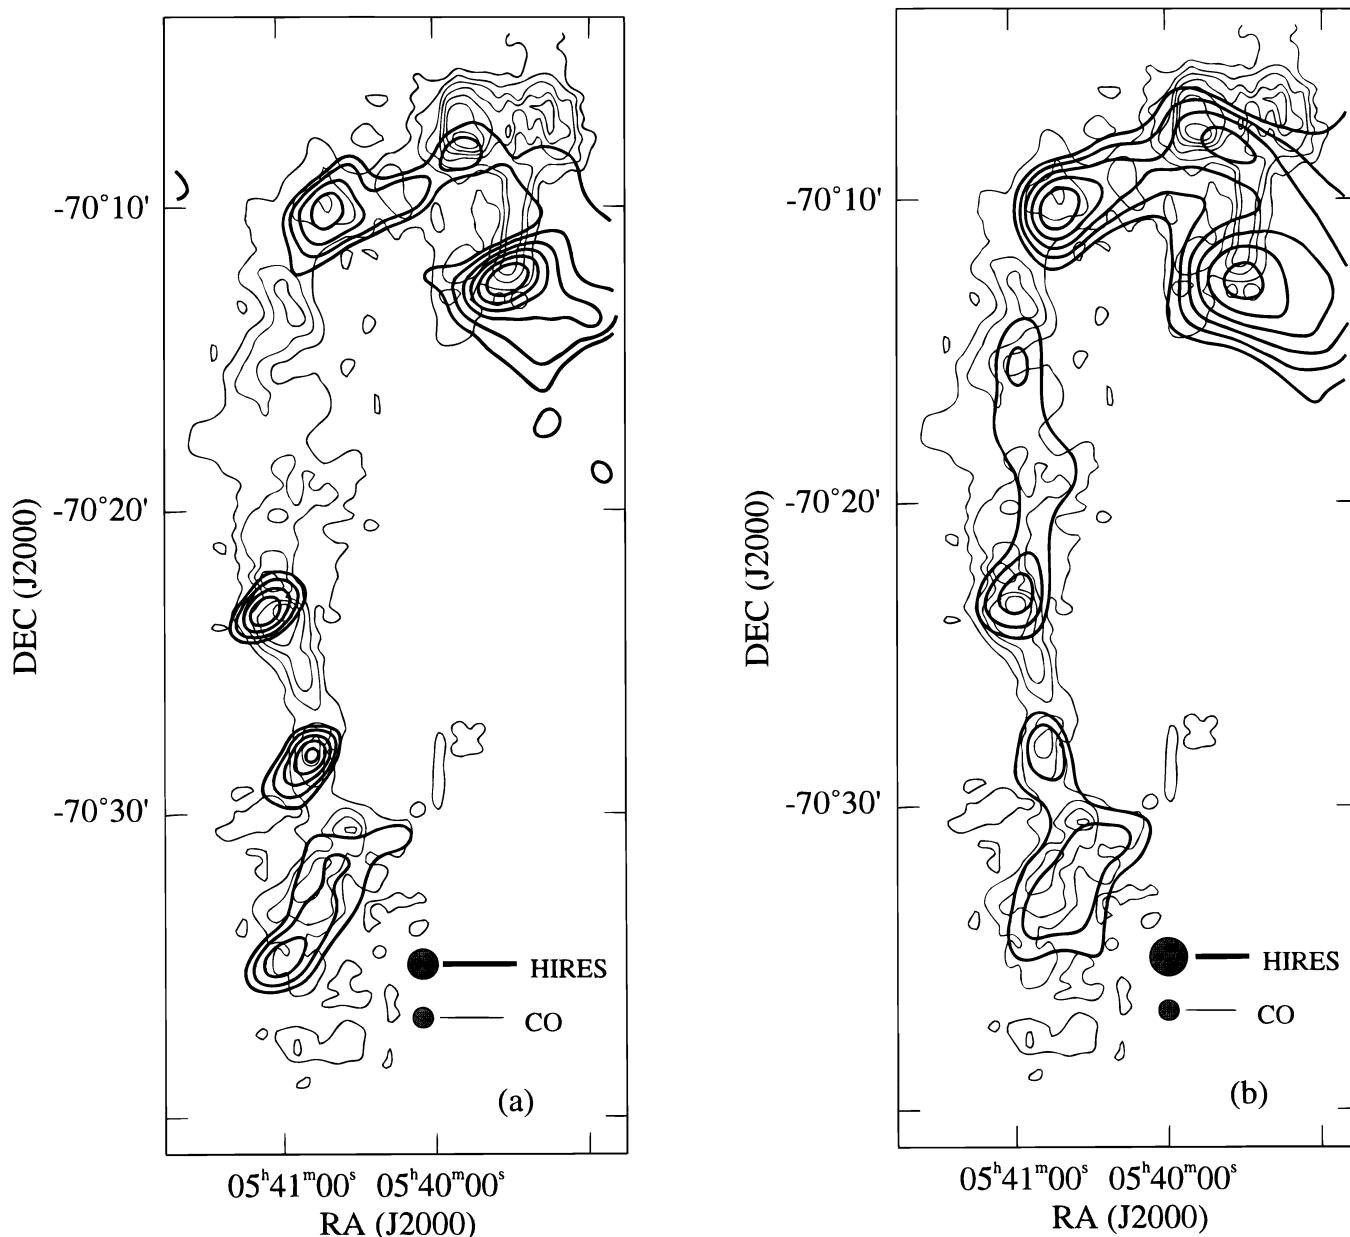 -70°10'
-70°20'
-70°30'
DEC (J2000)
HIRES
CO
(a)
05ʰ41ᵐ00ˢ 05ʰ40ᵐ00ˢ
RA (J2000)
-70°10'
-70°20'
-70°30'
DEC (J2000)
HIRES
CO
(b)
05ʰ41ᵐ00ˢ 05ʰ40ᵐ00ˢ
RA (J2000)